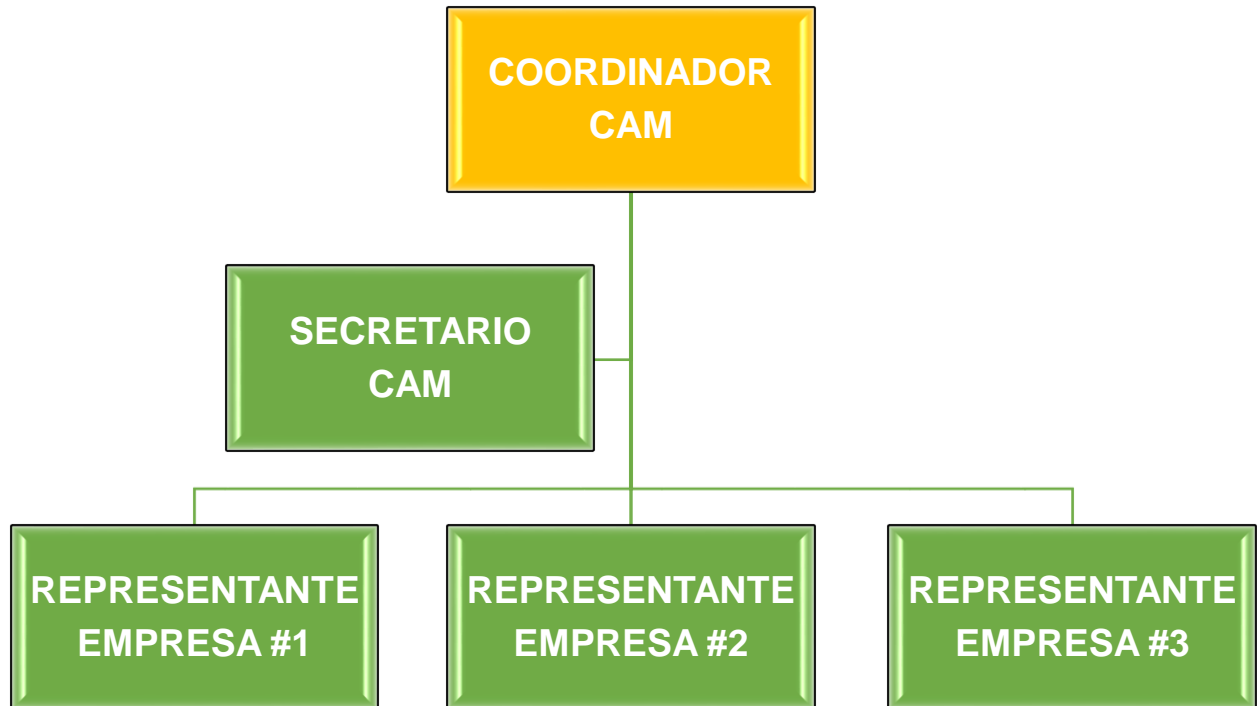 COORDINADOR
CAM
SECRETARIO
CAM
REPRESENTANTE
EMPRESA #1
REPRESENTANTE
EMPRESA #2
REPRESENTANTE
EMPRESA #3